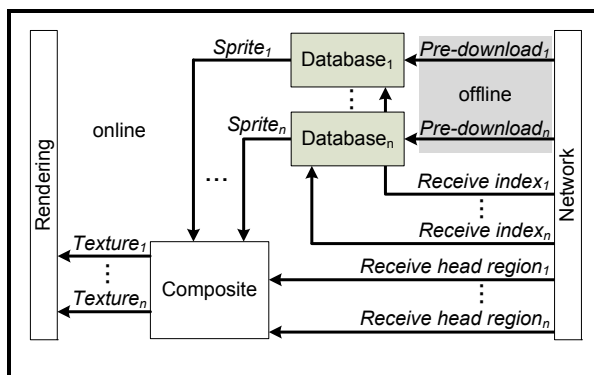 Sprite₁
Database₁
Pre-download₁
offline
online
Spriteₙ
Databaseₙ
Pre-downloadₙ
...
Receive index₁
Receive indexₙ
Rendering
Network
Texture₁
Textureₙ
Composite
Receive head region₁
Receive head regionₙ